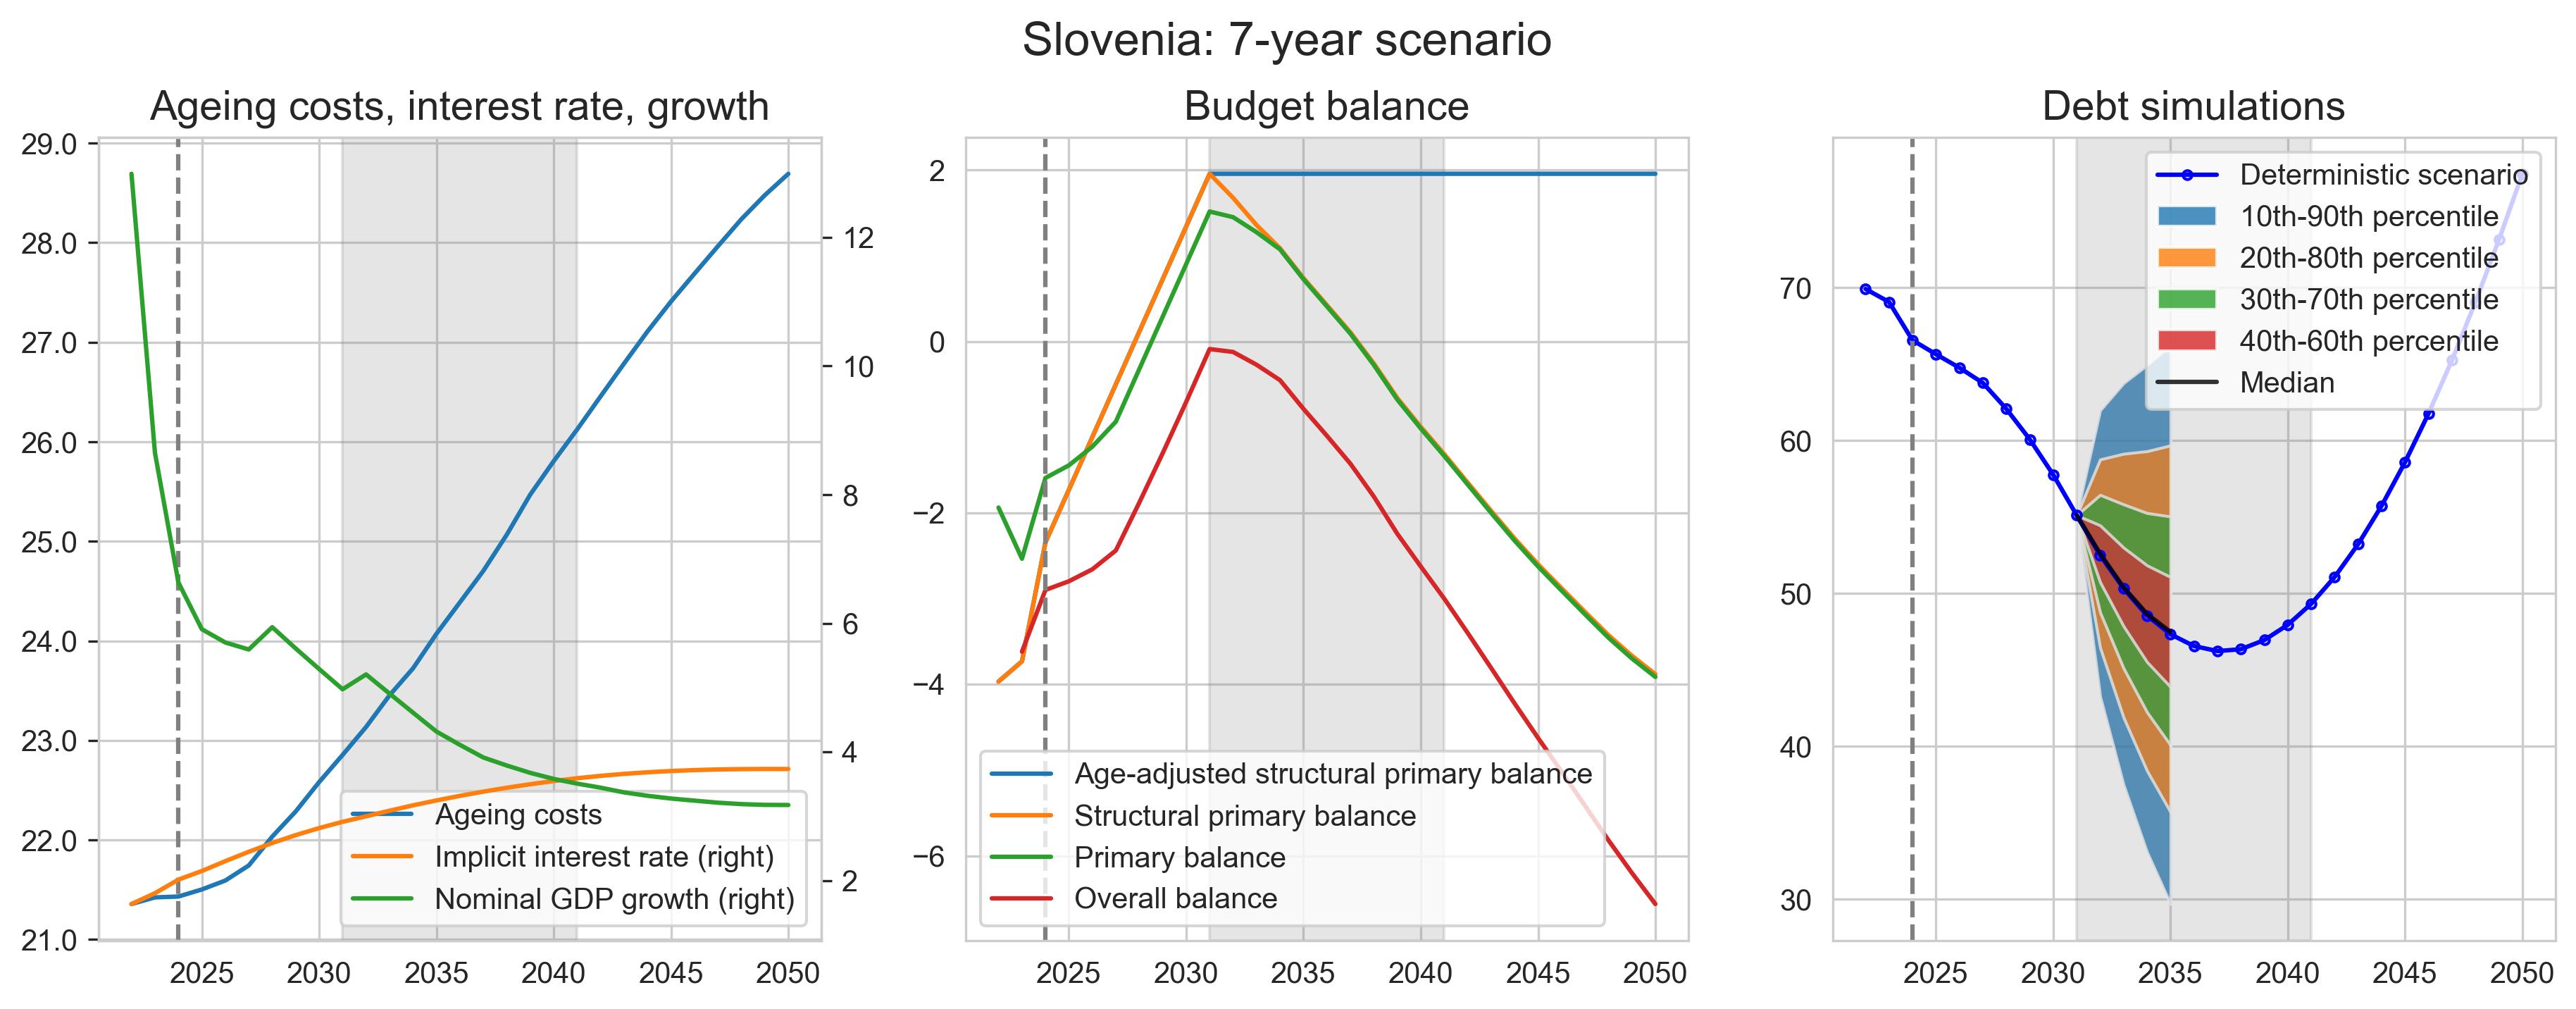 Slovenia: 7-year scenario
Ageing costs, interest rate, growth
29.0
28.0
27.0
26.0
25.0
24.0
23.0
22.0
21.0
12
10
8
6
4
2
2025
2030
2035
2040
2045
2050
Ageing costs
Implicit interest rate (right)
Nominal GDP growth (right)
Budget balance
2
0
−2
−4
−6
2025
2030
2035
2040
2045
2050
Age-adjusted structural primary balance
Structural primary balance
Primary balance
Overall balance
Debt simulations
70
60
50
40
30
2025
2030
2035
2040
2045
2050
Deterministic scenario
10th-90th percentile
20th-80th percentile
30th-70th percentile
40th-60th percentile
Median